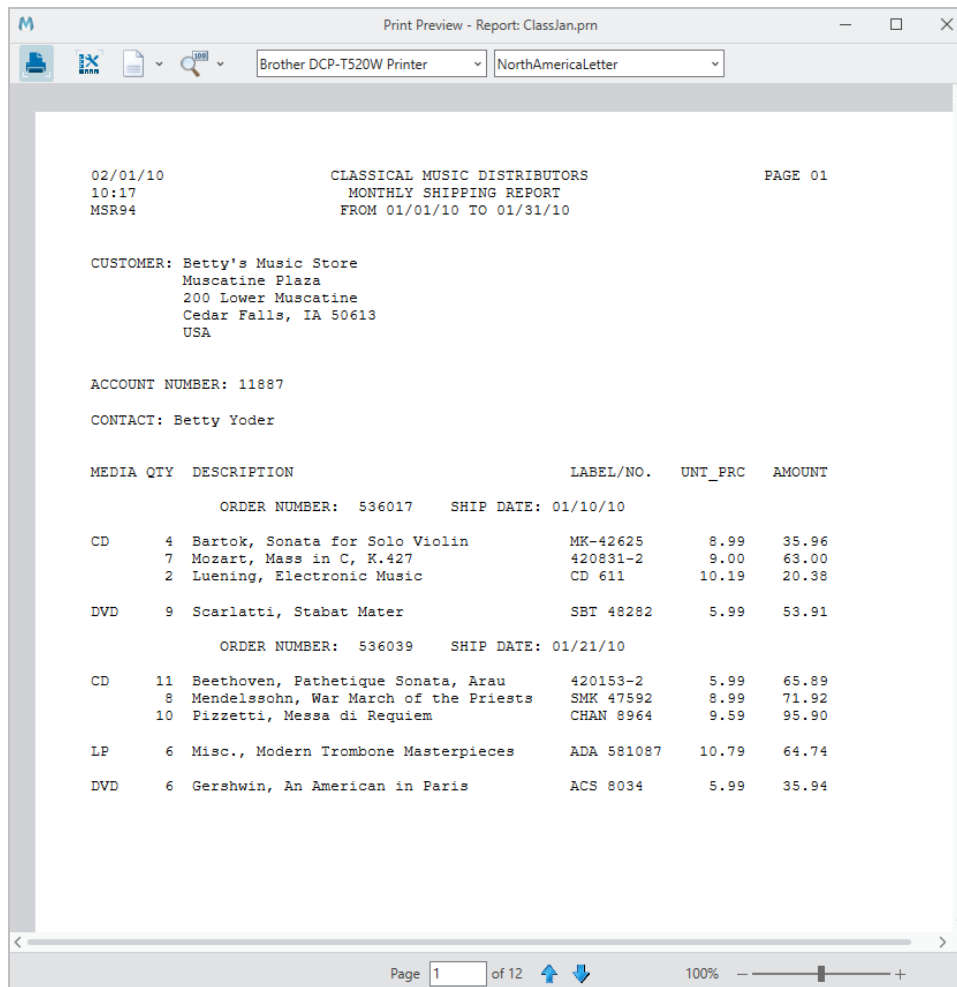 Print Preview - Report: ClassJan.prn
100
Brother DCP-T520W Printer NorthAmericaLetter
02/01/10 CLASSICAL MUSIC DISTRIBUTORS PAGE 01
10:17 MONTHLY SHIPPING REPORT
MSR94 FROM 01/01/10 TO 01/31/10
CUSTOMER: Betty's Music Store
Muscatine Plaza
200 Lower Muscatine
Cedar Falls, IA 50613
USA
ACCOUNT NUMBER: 11887
CONTACT: Betty Yoder
MEDIA QTY DESCRIPTION LABEL/NO. UNT_PRC AMOUNT
ORDER NUMBER: 536017 SHIP DATE: 01/10/10
CD 4 Bartok, Sonata for Solo Violin MK-42625 8.99 35.96
7 Mozart, Mass in C, K.427 420831-2 9.00 63.00
2 Luening, Electronic Music CD 611 10.19 20.38
DVD 9 Scarlatti, Stabat Mater SBT 48282 5.99 53.91
ORDER NUMBER: 536039 SHIP DATE: 01/21/10
CD 11 Beethoven, Pathetique Sonata, Arau 420153-2 5.99 65.89
8 Mendelssohn, War March of the Priests SMK 47592 8.99 71.92
10 Pizzetti, Messa di Requiem CHAN 8964 9.59 95.90
LP 6 Misc., Modern Trombone Masterpieces ADA 581087 10.79 64.74
DVD 6 Gershwin, An American in Paris ACS 8034 5.99 35.94
Page 1 of 12 100%